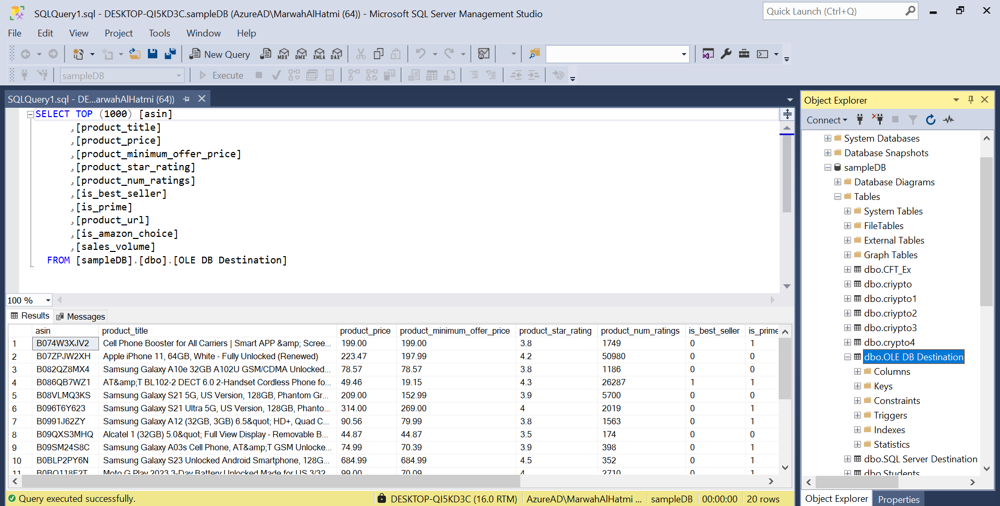 SQLQuery1.sql - DESKTOP-QI5KD3C.sampleDB (AzureAD\MarwahAlHatmi (64)) - Microsoft SQL Server Management Studio
Quick Launch (Ctrl+Q)
File Edit View Project Tools Window Help
New Query MDX DMX XMLA DAX
sampleDB Execute
SQLQuery1.sql - DE...arwahAlHatmi (64))
SELECT TOP (1000) [asin]
,[product_title]
,[product_price]
,[product_minimum_offer_price]
,[product_star_rating]
,[product_num_ratings]
,[is_best_seller]
,[is_prime]
,[product_url]
,[is_amazon_choice]
,[sales_volume]
FROM [sampleDB].[dbo].[OLE DB Destination]
100 %
Results Messages
asin product_title product_price product_minimum_offer_price product_star_rating product_num_ratings is_best_seller is_prime
1 B074W3XJV2 Cell Phone Booster for All Carriers | Smart APP &amp; Scree... 199.00 199.00 3.8 1749 0 1
2 B07ZPJW2XH Apple iPhone 11, 64GB, White - Fully Unlocked (Renewed) 223.47 197.99 4.2 50980 0 0
3 B082QZ8MX4 Samsung Galaxy A10e 32GB A102U GSM/CDMA Unlocked... 78.57 78.57 3.8 1186 0 0
4 B086QB7WZ1 AT&amp;T BL102-2 DECT 6.0 2-Handset Cordless Phone fo... 49.46 19.15 4.3 26287 1 1
5 B08VLMQ3KS Samsung Galaxy S21 5G, US Version, 128GB, Phantom Gr... 209.00 152.99 3.9 5700 0 0
6 B096T6Y623 Samsung Galaxy S21 Ultra 5G, US Version, 128GB, Phanto... 314.00 269.00 4 2019 0 1
7 B0991J62ZY Samsung Galaxy A12 (32GB, 3GB) 6.5&quot; HD+, Quad C... 90.56 79.99 3.8 1563 0 1
8 B09QXS3MHQ Alcatel 1 (32GB) 5.0&quot; Full View Display - Removable B... 44.87 44.87 3.5 174 0 0
9 B09SM24S8C Samsung Galaxy A03s Cell Phone, AT&amp;T GSM Unlocke... 74.99 70.39 3.9 398 0 1
10 B0BLP2PY6N Samsung Galaxy S23 Unlocked Android Smartphone, 128G... 684.99 684.99 4.5 352 0 1
11 Moto G Play 2023 3-Day Battery Unlocked Made for US 3/32 99.00 70.09 4 2710 0 1
Query executed successfully.
DESKTOP-QI5KD3C (16.0 RTM) AzureAD\MarwahAlHatmi ... sampleDB 00:00:00 20 rows
Object Explorer
Connect
System Databases
Database Snapshots
sampleDB
Database Diagrams
Tables
System Tables
FileTables
External Tables
Graph Tables
dbo.CFT_Ex
dbo.criypto
dbo.criypto1
dbo.criypto2
dbo.criypto3
dbo.crypto4
dbo.OLE DB Destination
Columns
Keys
Constraints
Triggers
Indexes
Statistics
dbo.SQL Server Destination
dbo.Students
Object Explorer Properties